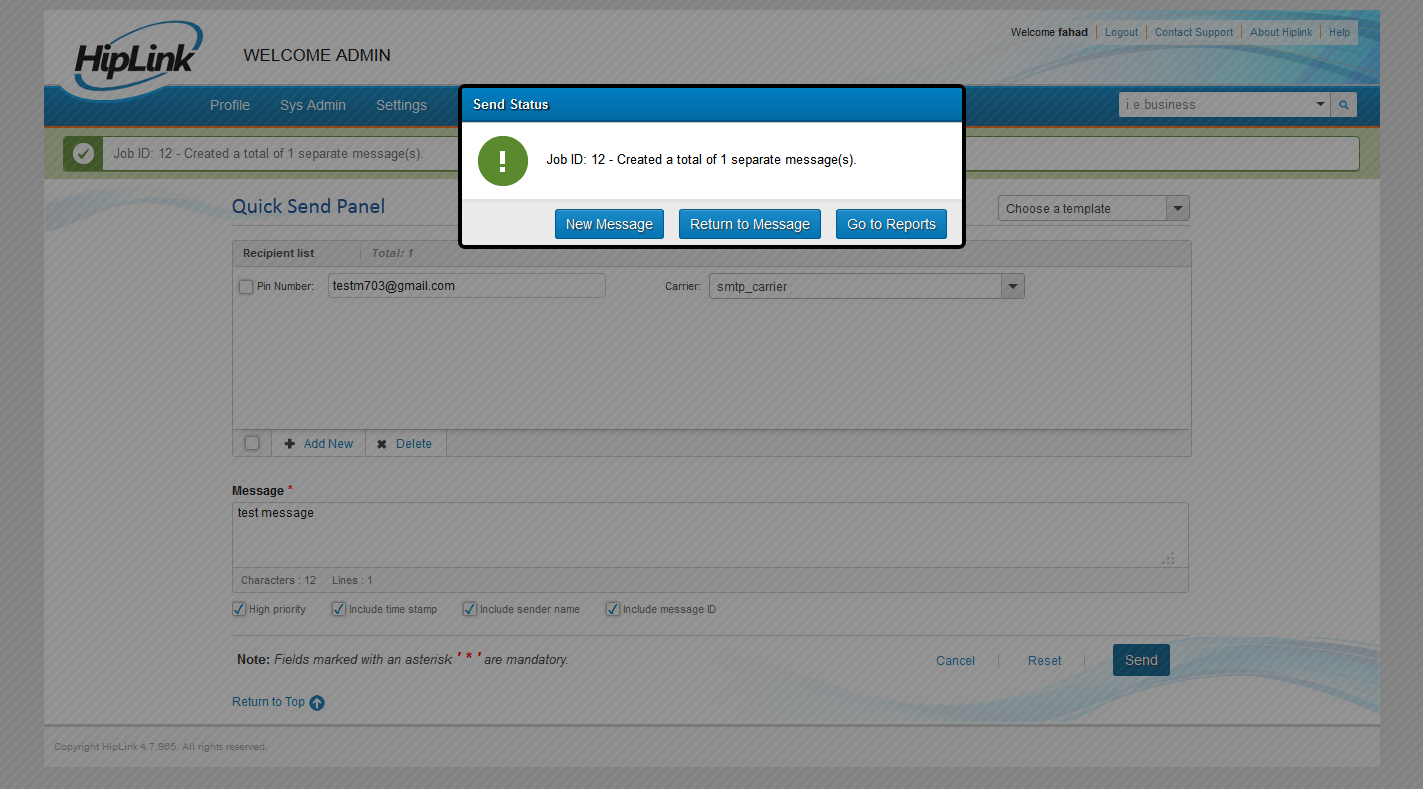 HipLink
WELCOME ADMIN
Welcome fahad Logout Contact Support About Hiplink Help
Profile Sys Admin Settings
i.e.business
Send Status
Job ID: 12 - Created a total of 1 separate message(s).
Job ID: 12 - Created a total of 1 separate message(s).
New Message Return to Message Go to Reports
Quick Send Panel
Choose a template
Recipient list Total: 1
Pin Number: testm703@gmail.com Carrier: smtp_carrier
Add New Delete
Message *
test message
Characters : 12 Lines : 1
High priority Include time stamp Include sender name Include message ID
Note: Fields marked with an asterisk ' * ' are mandatory.
Cancel Reset Send
Return to Top
Copyright HipLink 4.7.965. All rights reserved.